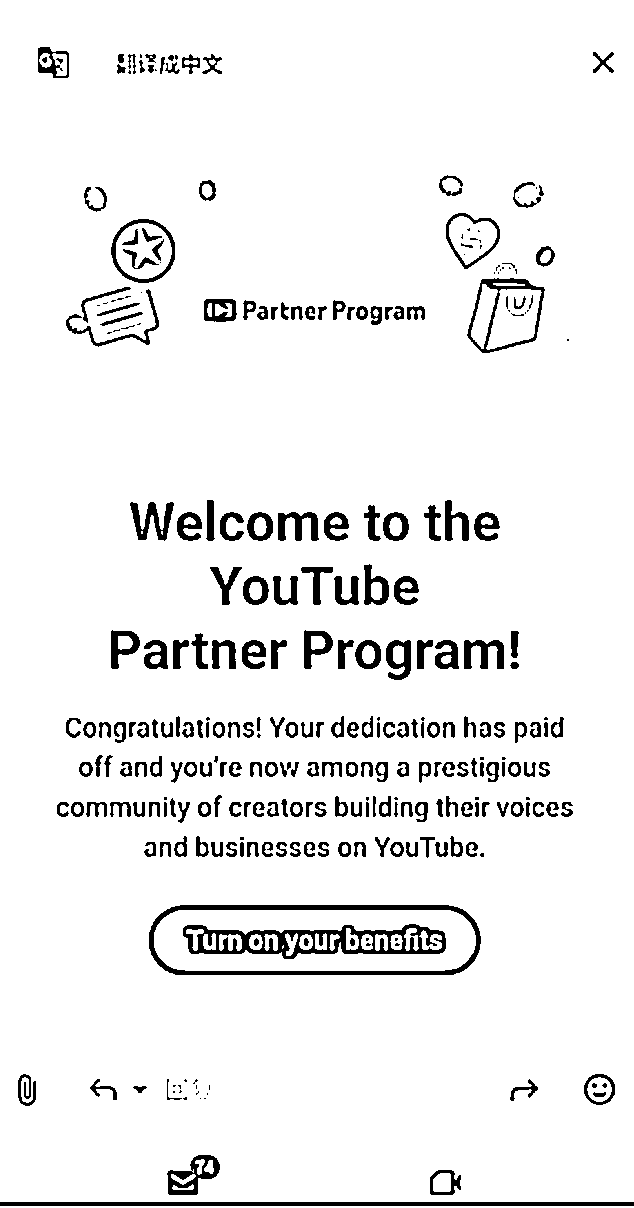 翻译成中文
Partner Program
Welcome to the
YouTube
Partner Program!
Congratulations! Your dedication has paid
off and you're now among a prestigious
community of creators building their voices
and businesses on YouTube.
Turn on your benefits
74